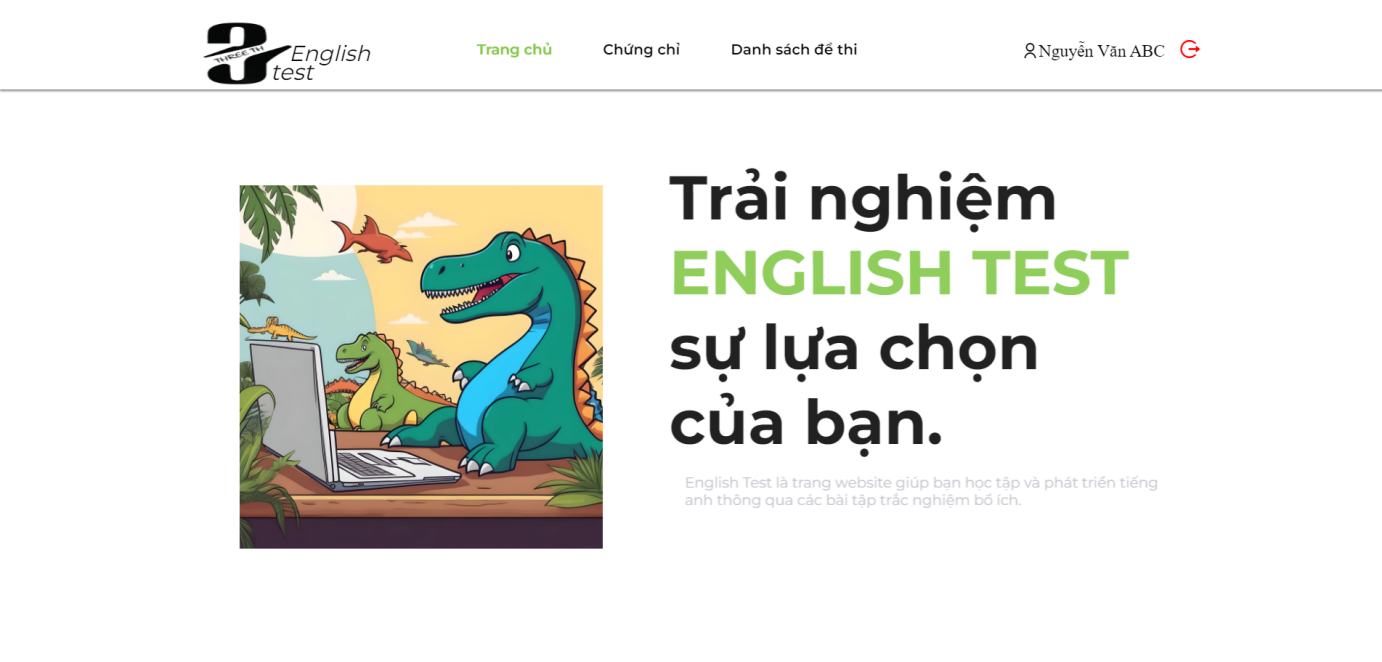 THREE TH
English
test
Trang chủ
Chứng chỉ
Danh sách đề thi
Nguyễn Văn ABC
Trải nghiệm
ENGLISH TEST
sự lựa chọn
của bạn.
English Test là trang website giúp bạn học tập và phát triển tiếng
anh thông qua các bài tập trắc nghiệm bổ ích.